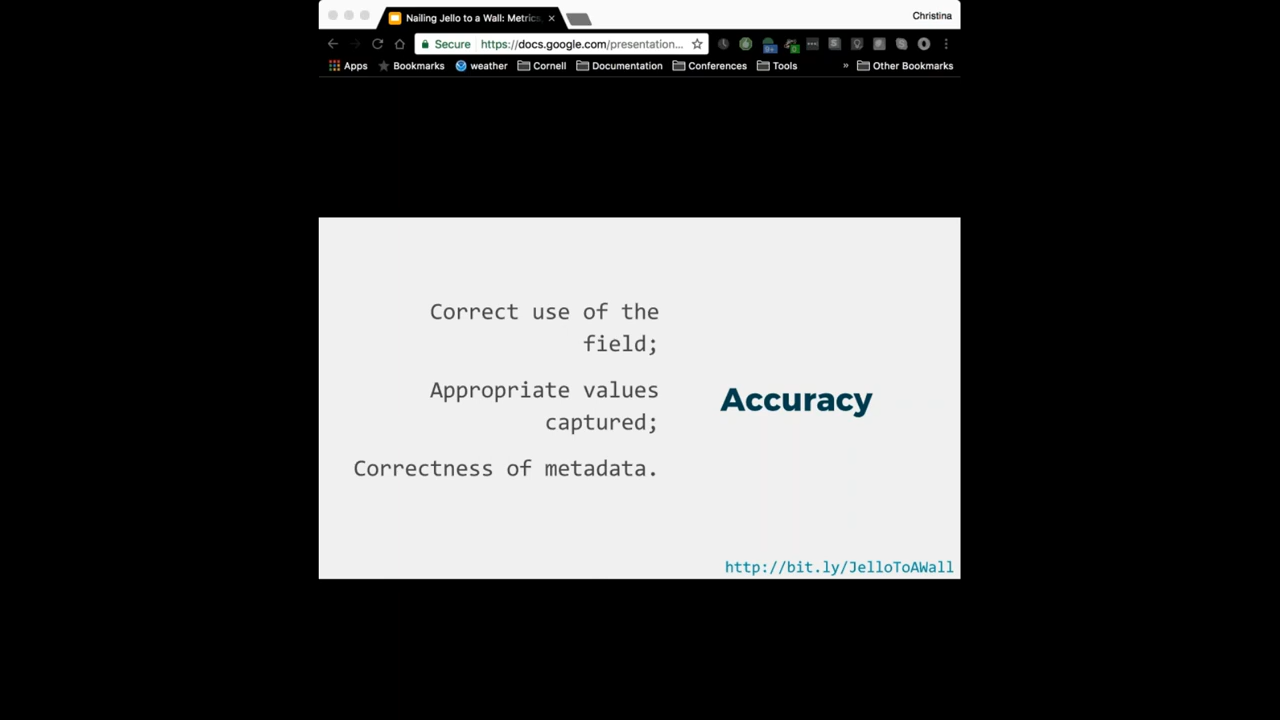 Nailing Jello to a Wall: Metrics,
Christina
Secure https://docs.google.com/presentation...
Apps Bookmarks weather Cornell Documentation Conferences Tools » Other Bookmarks
Correct use of the
field;
Appropriate values
captured;
Correctness of metadata.
Accuracy
http://bit.ly/JelloToAWall